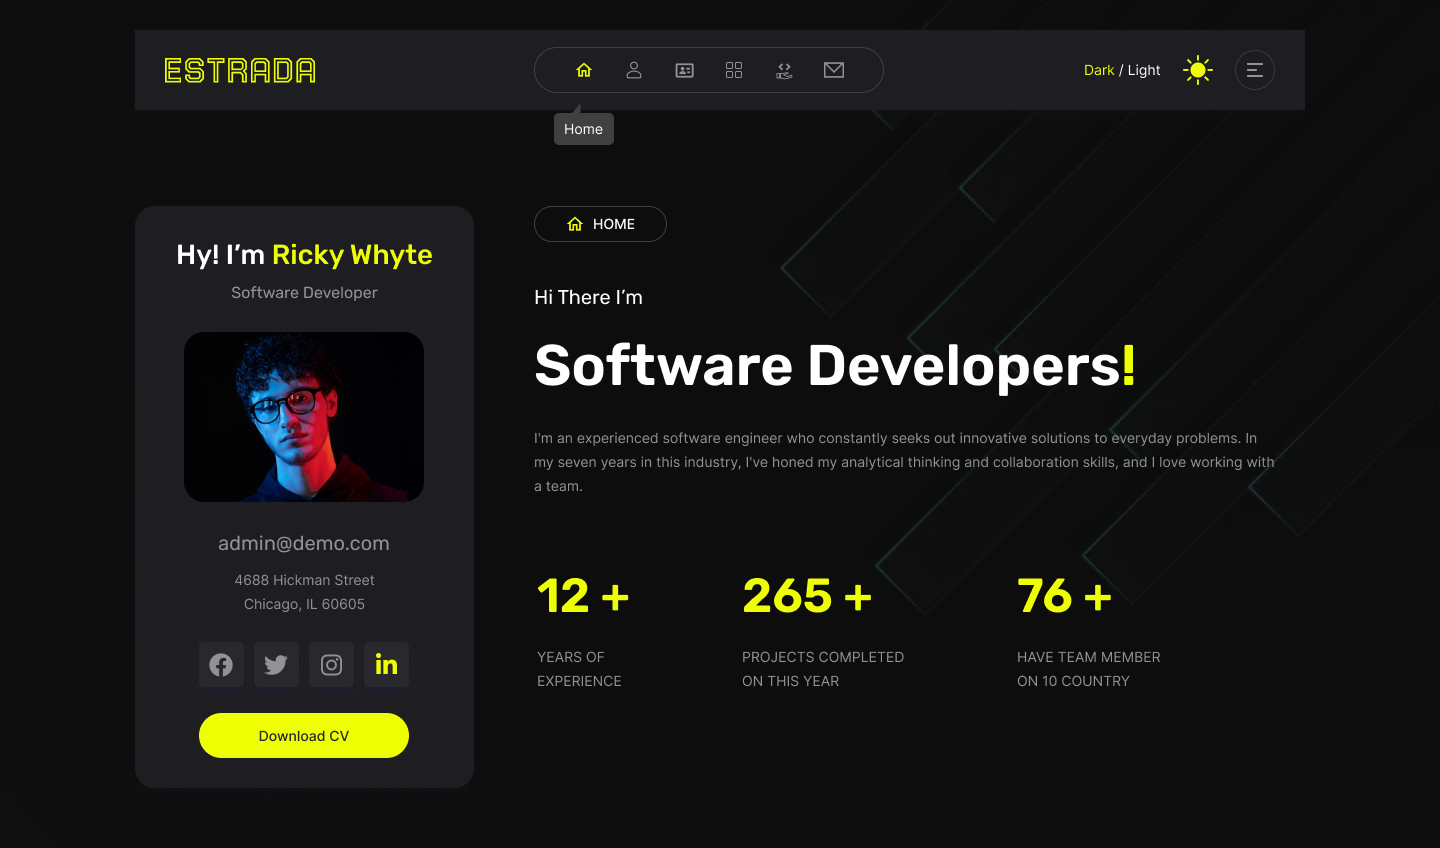 ESTRADA
Dark / Light
Home
Hy! I’m Ricky Whyte
Software Developer
admin@demo.com
4688 Hickman Street
Chicago, IL 60605
Download CV
HOME
Hi There I’m
Software Developers!
I'm an experienced software engineer who constantly seeks out innovative solutions to everyday problems. In
my seven years in this industry, I've honed my analytical thinking and collaboration skills, and I love working with
a team.
12 +
YEARS OF
EXPERIENCE
265 +
PROJECTS COMPLETED
ON THIS YEAR
76 +
HAVE TEAM MEMBER
ON 10 COUNTRY